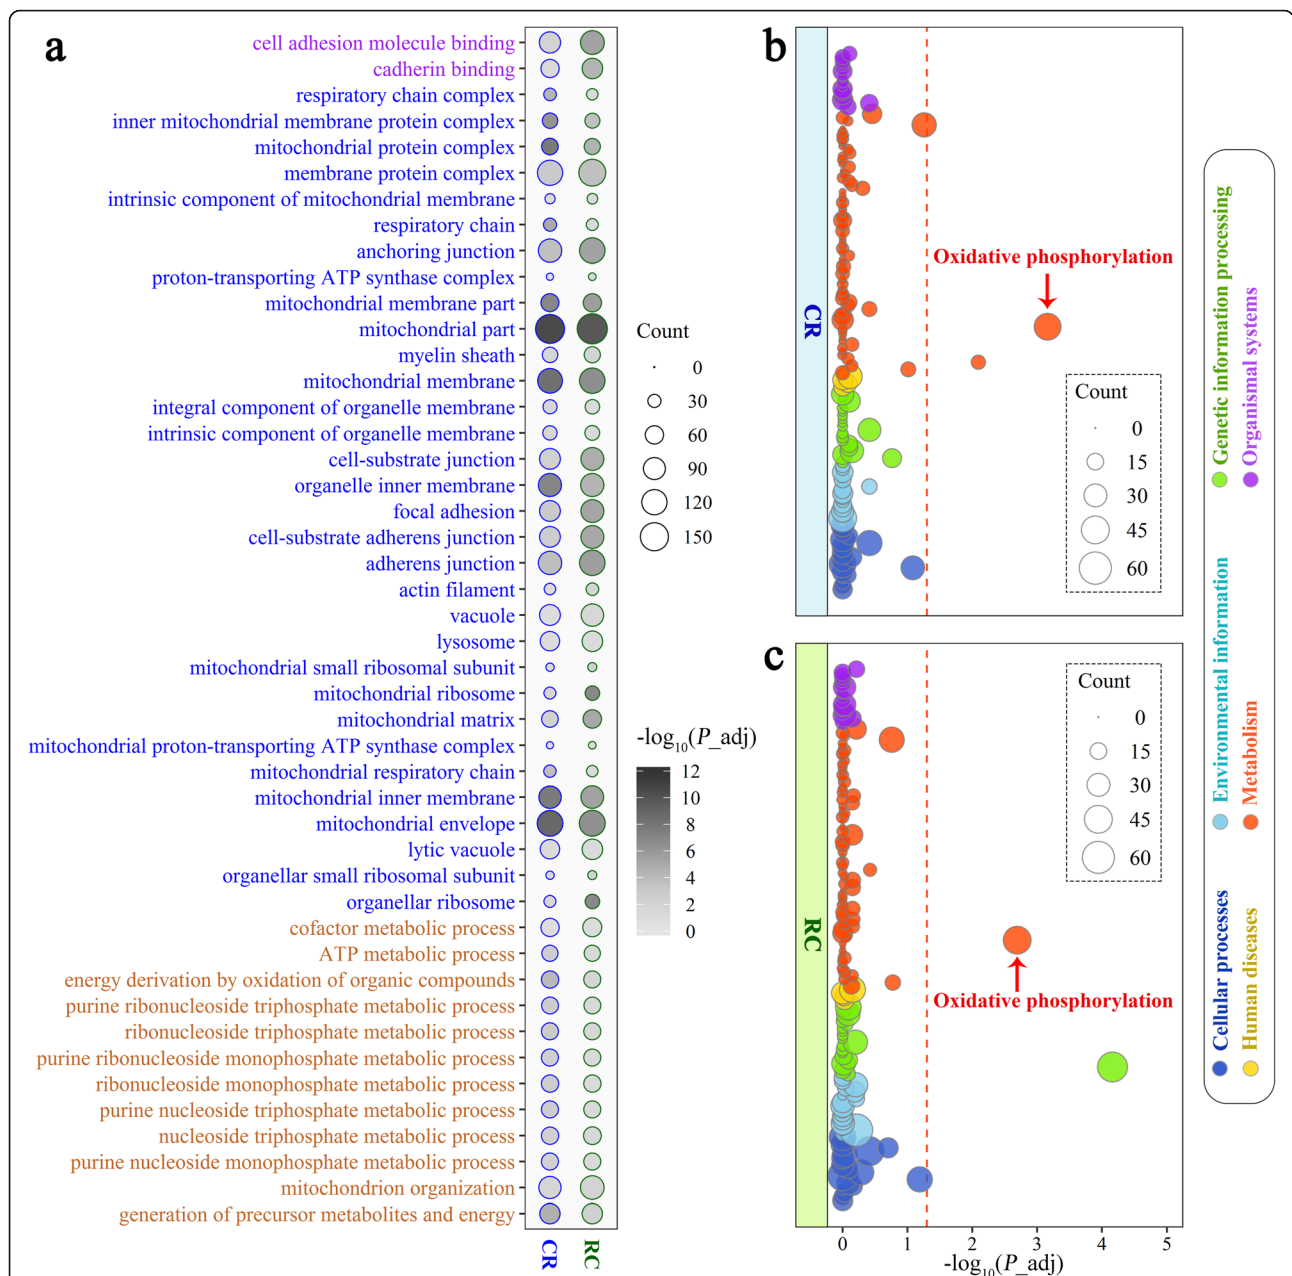 a
cell adhesion molecule binding
cadherin binding
respiratory chain complex
inner mitochondrial membrane protein complex
mitochondrial protein complex
membrane protein complex
intrinsic component of mitochondrial membrane
respiratory chain
anchoring junction
proton-transporting ATP synthase complex
mitochondrial membrane part
mitochondrial part
myelin sheath
mitochondrial membrane
integral component of organelle membrane
intrinsic component of organelle membrane
cell-substrate junction
organelle inner membrane
focal adhesion
cell-substrate adherens junction
adherens junction
actin filament
vacuole
lysosome
mitochondrial small ribosomal subunit
mitochondrial ribosome
mitochondrial matrix
mitochondrial proton-transporting ATP synthase complex
mitochondrial respiratory chain
mitochondrial inner membrane
mitochondrial envelope
lytic vacuole
organellar small ribosomal subunit
organellar ribosome
cofactor metabolic process
ATP metabolic process
energy derivation by oxidation of organic compounds
purine ribonucleoside triphosphate metabolic process
ribonucleoside triphosphate metabolic process
purine ribonucleoside monophosphate metabolic process
ribonucleoside monophosphate metabolic process
purine nucleoside triphosphate metabolic process
nucleoside triphosphate metabolic process
purine nucleoside monophosphate metabolic process
mitochondrion organization
generation of precursor metabolites and energy
CR
RC
Count
0
30
60
90
120
150
-log10(P_adj)
12
10
8
6
4
2
0
b
CR
Oxidative phosphorylation
Count
0
15
30
45
60
c
RC
Oxidative phosphorylation
Count
0
15
30
45
60
0 1 2 3 4 5
-log10(P_adj)
Genetic information processing
Organismal systems
Environmental information
Metabolism
Cellular processes
Human diseases